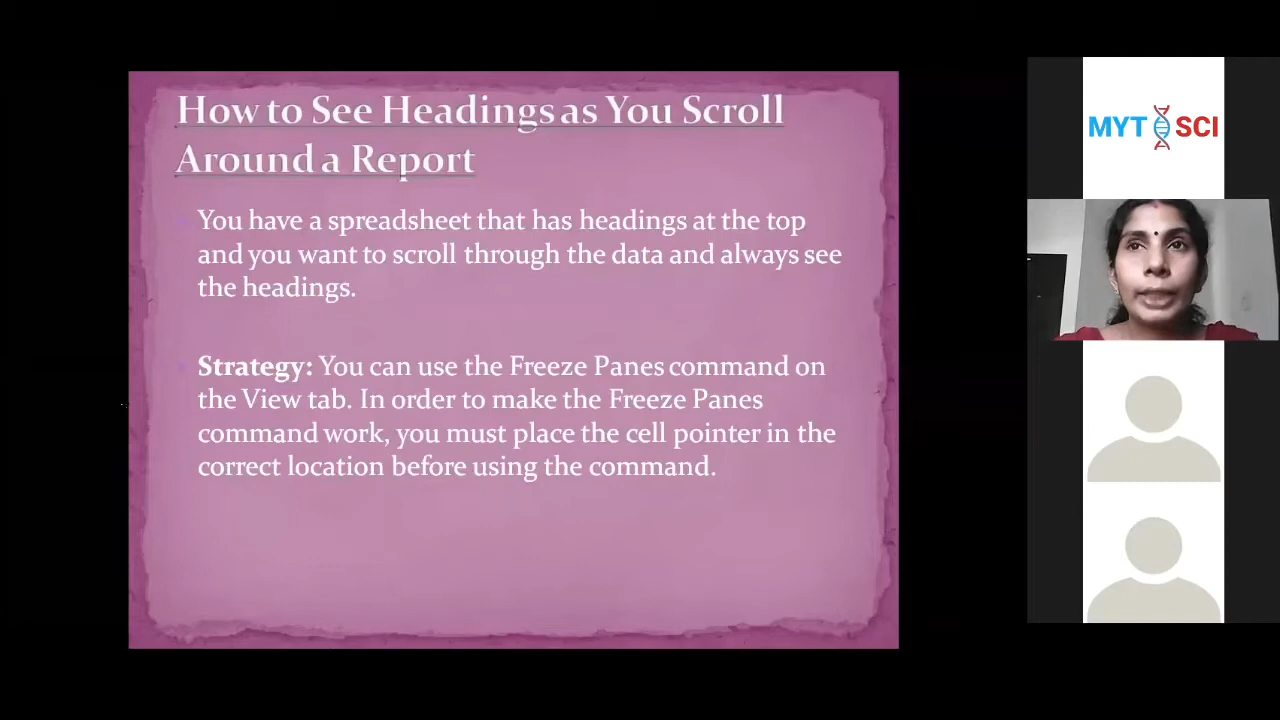 How to See Headings as You Scroll
Around a Report
You have a spreadsheet that has headings at the top
and you want to scroll through the data and always see
the headings.
Strategy: You can use the Freeze Panes command on
the View tab. In order to make the Freeze Panes
command work, you must place the cell pointer in the
correct location before using the command.
MYT SCI